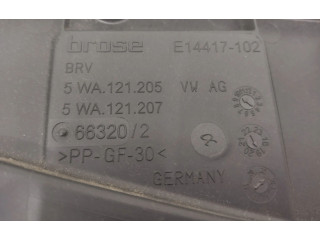 brose E14417-102
BRV
5 WA.121.205 VW AG
5 WA.121.207
66320/2
>PP-GF-30<
GERMANY